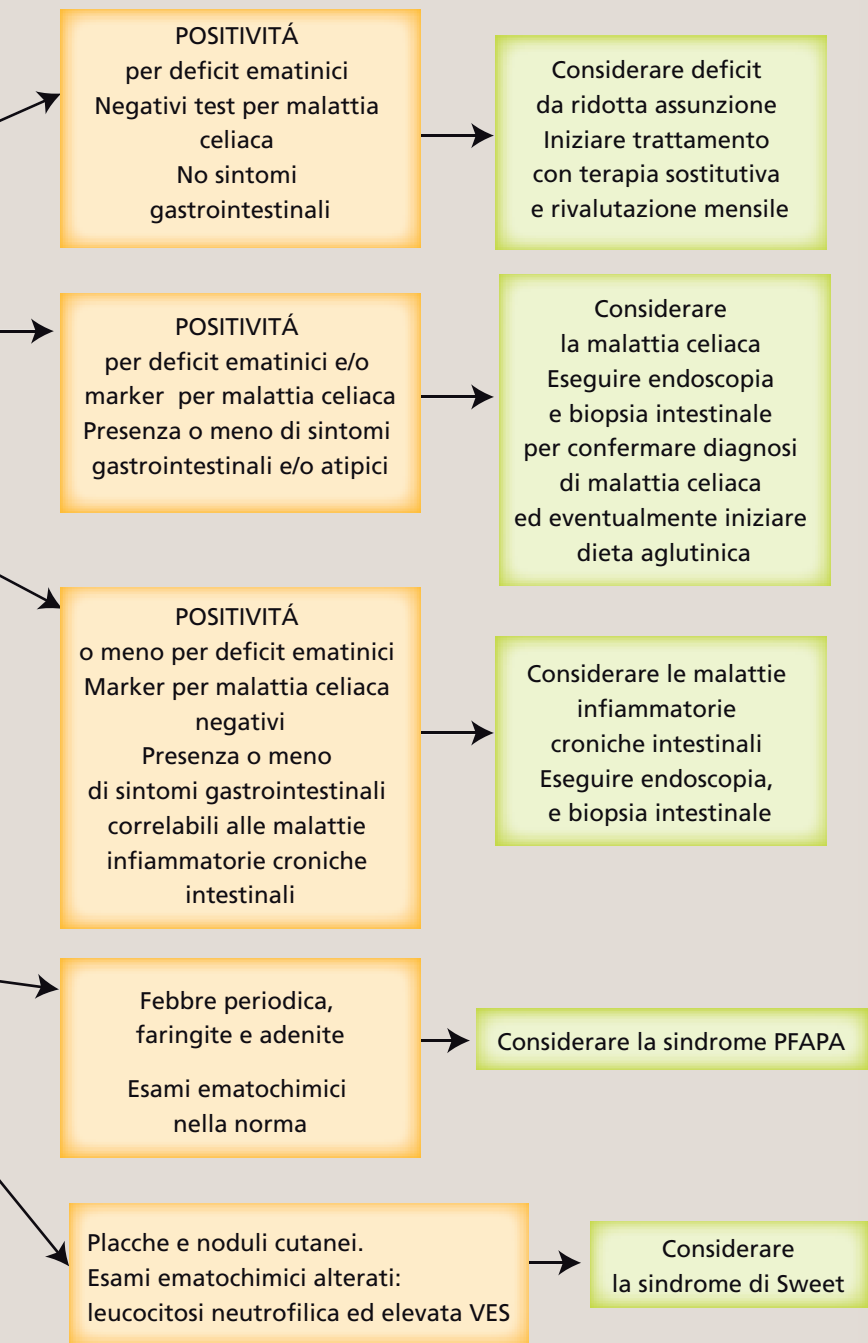 POSITIVITÁ
per deficit ematinici
Negativi test per malattia
celiaca
No sintomi
gastrointestinali
Considerare deficit
da ridotta assunzione
Iniziare trattamento
con terapia sostitutiva
e rivalutazione mensile
POSITIVITÁ
per deficit ematinici e/o
marker per malattia celiaca
Presenza o meno di sintomi
gastrointestinali e/o atipici
Considerare
la malattia celiaca
Eseguire endoscopia
e biopsia intestinale
per confermare diagnosi
di malattia celiaca
ed eventualmente iniziare
dieta aglutinica
POSITIVITÁ
o meno per deficit ematinici
Marker per malattia celiaca
negativi
Presenza o meno
di sintomi gastrointestinali
correlabili alle malattie
infiammatorie croniche
intestinali
Considerare le malattie
infiammatorie
croniche intestinali
Eseguire endoscopia,
e biopsia intestinale
Febbre periodica,
faringite e adenite
Esami ematochimici
nella norma
Considerare la sindrome PFAPA
Placche e noduli cutanei.
Esami ematochimici alterati:
leucocitosi neutrofilica ed elevata VES
Considerare
la sindrome di Sweet